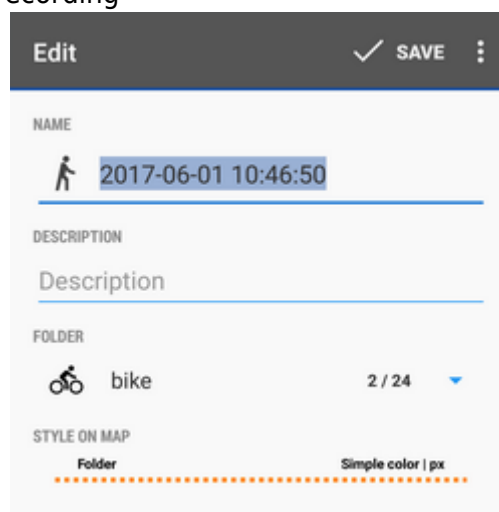 Edit SAVE
NAME
2017-06-01 10:46:50
DESCRIPTION
Description
FOLDER
bike 2 / 24
STYLE ON MAP
Folder Simple color | px